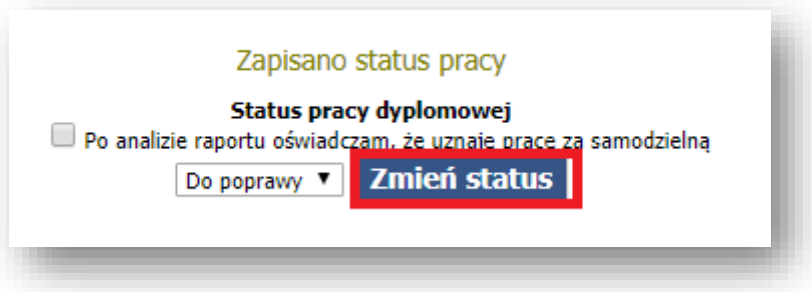 Zapisano status pracy
Status pracy dyplomowej
Po analizie raportu oświadczam, że uznaję pracę za samodzielną
Do poprawy Zmień status